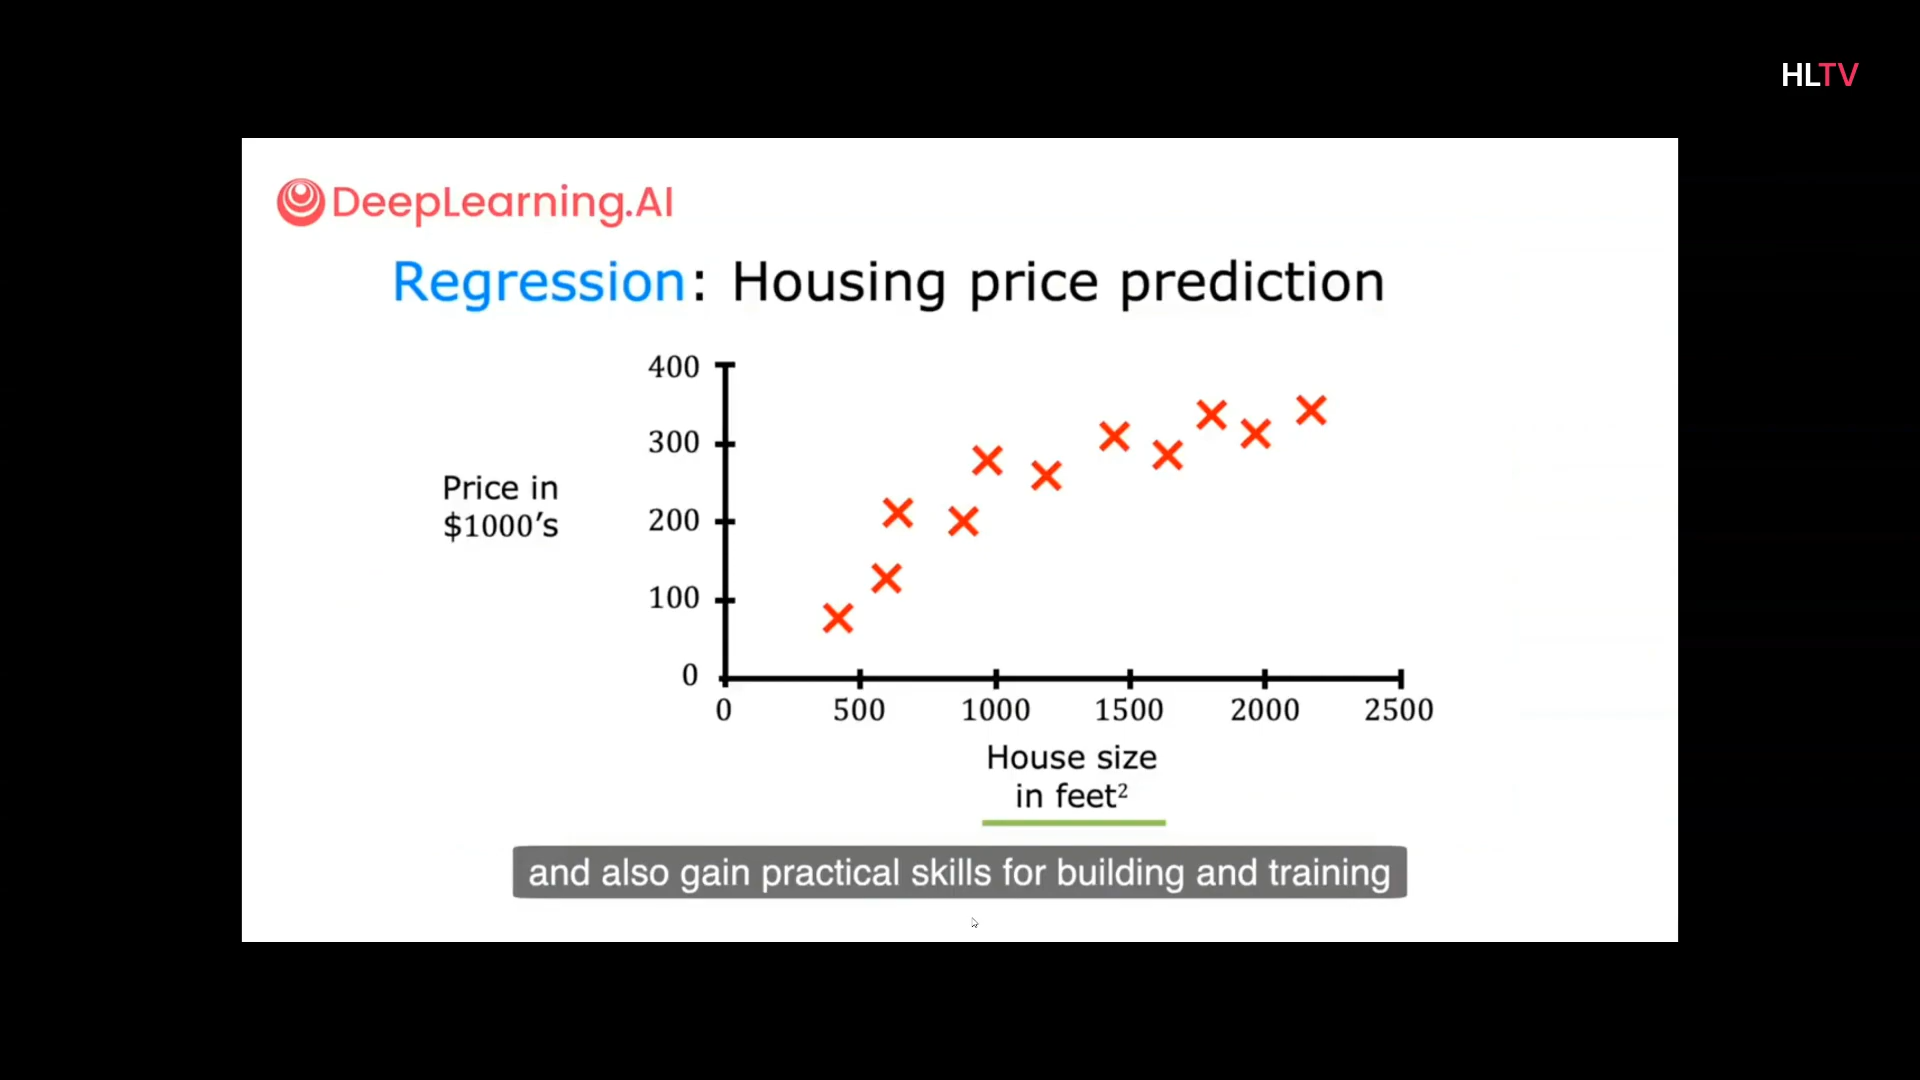 HLTV
DeepLearning.AI
Regression: Housing price prediction
400
300
Price in
$1000’s
200
100
0
0 500 1000 1500 2000 2500
House size
in feet²
and also gain practical skills for building and training